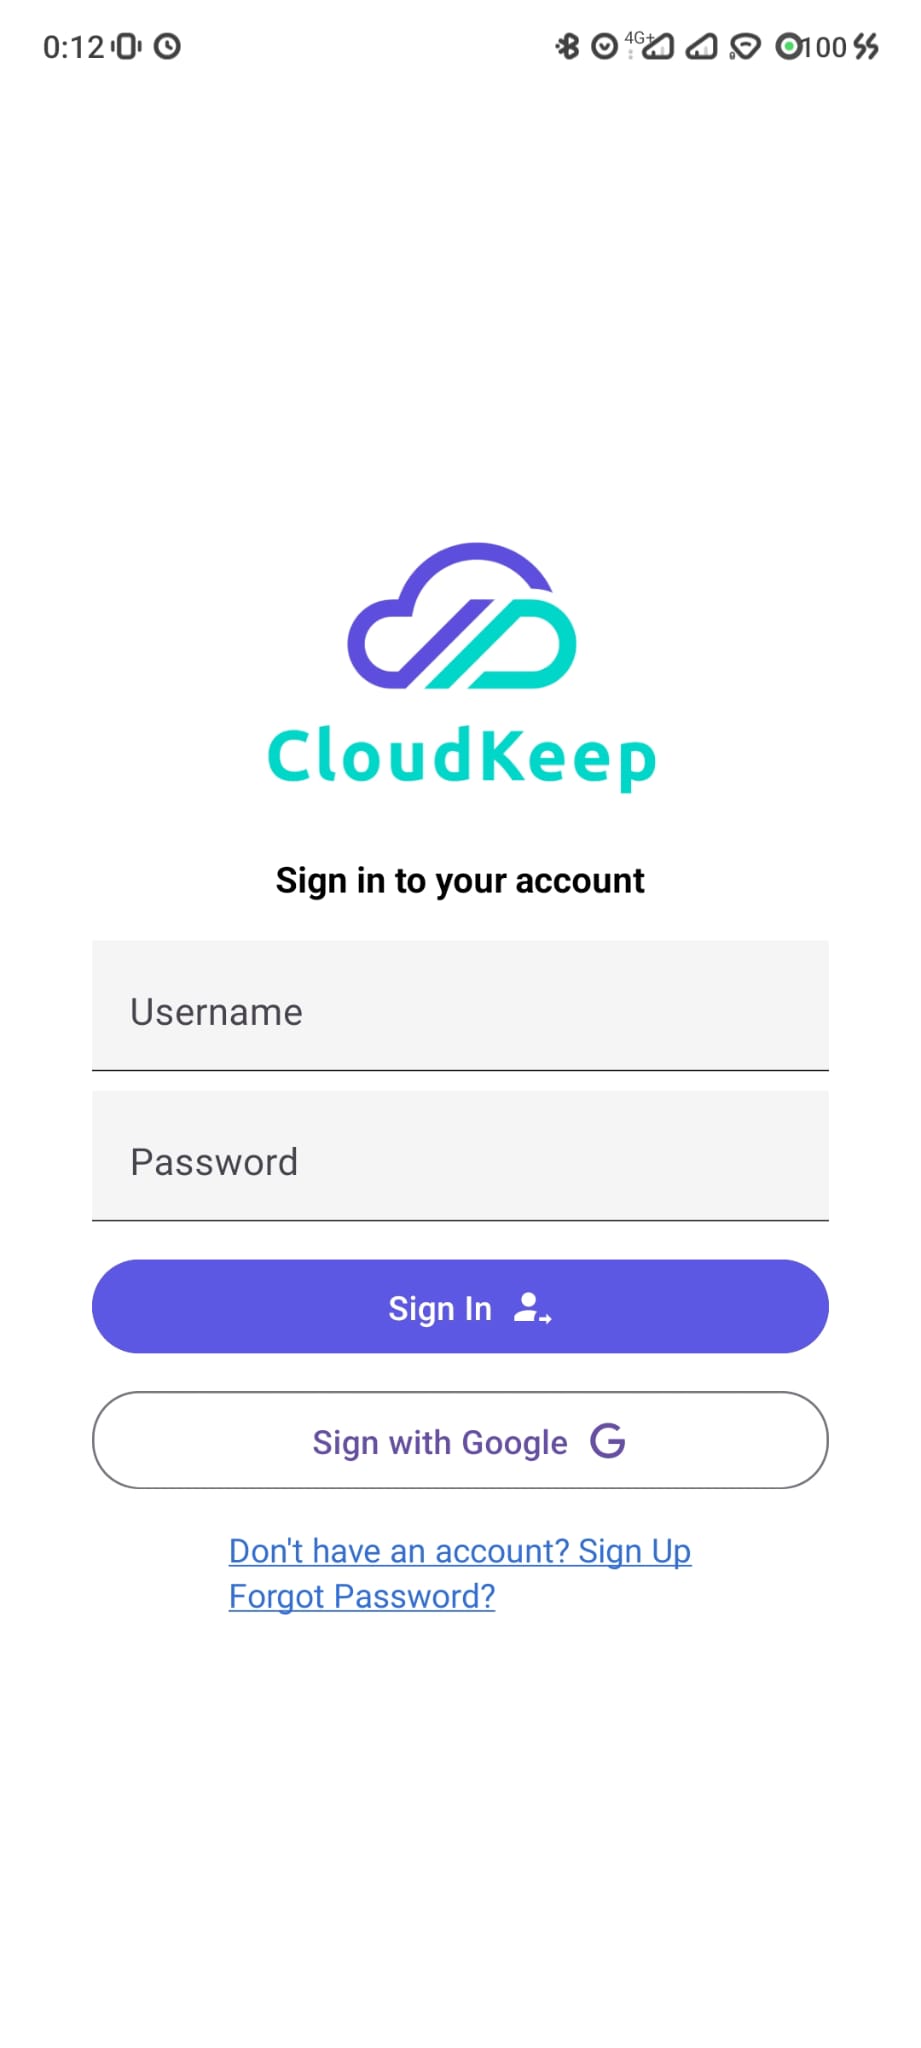 0:12
4G+ 100
CloudKeep
Sign in to your account
Username
Password
Sign In
Sign with Google G
Don't have an account? Sign Up
Forgot Password?